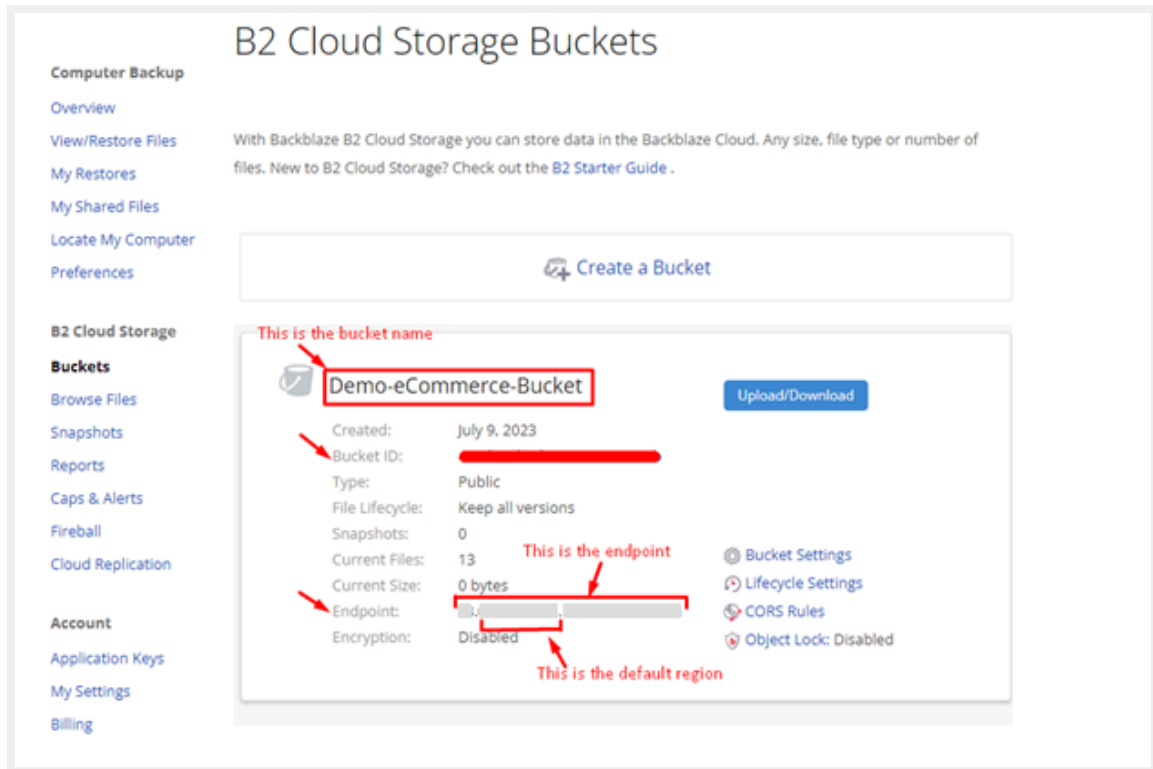 B2 Cloud Storage Buckets
Computer Backup
Overview
View/Restore Files
My Restores
My Shared Files
Locate My Computer
Preferences
B2 Cloud Storage
Buckets
Browse Files
Snapshots
Reports
Caps & Alerts
Fireball
Cloud Replication
Account
Application Keys
My Settings
Billing
With Backblaze B2 Cloud Storage you can store data in the Backblaze Cloud. Any size, file type or number of
files. New to B2 Cloud Storage? Check out the B2 Starter Guide .
Create a Bucket
This is the bucket name
Demo-eCommerce-Bucket
Upload/Download
Created: July 9, 2023
Bucket ID:
Type: Public
File Lifecycle: Keep all versions
Snapshots: 0
Current Files: 13
This is the endpoint
Current Size: 0 bytes
Endpoint:
Encryption: Disabled
This is the default region
Bucket Settings
Lifecycle Settings
CORS Rules
Object Lock: Disabled